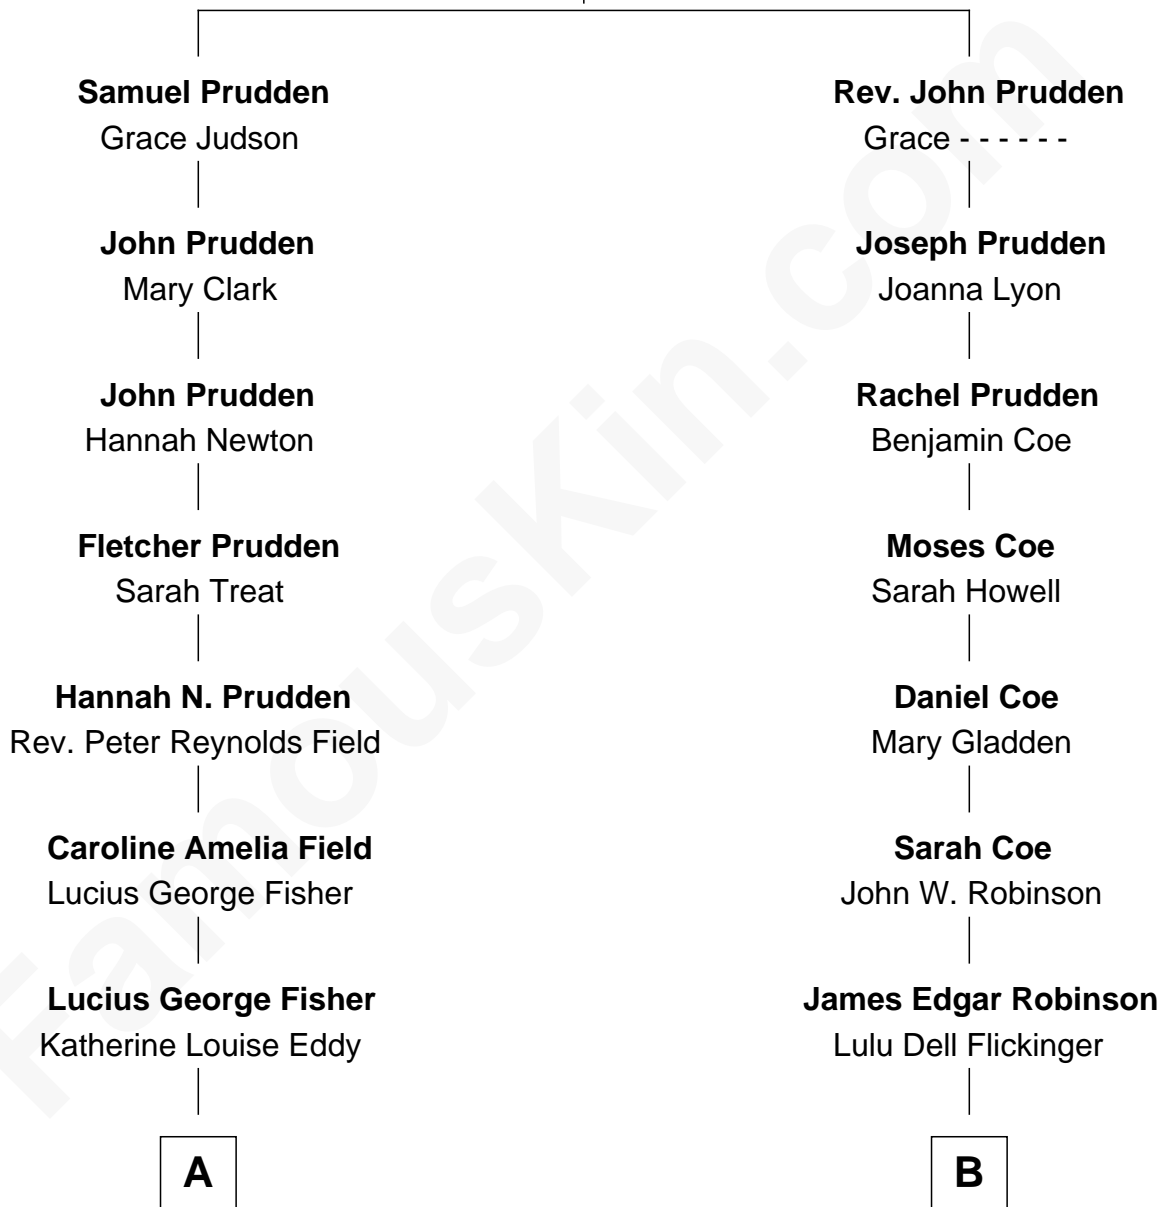 Samuel Prudden
Grace Judson
John Prudden
Mary Clark
John Prudden
Hannah Newton
Fletcher Prudden
Sarah Treat
Hannah N. Prudden
Rev. Peter Reynolds Field
Caroline Amelia Field
Lucius George Fisher
Lucius George Fisher
Katherine Louise Eddy
A
Rev. John Prudden
Grace - - - - - -
Joseph Prudden
Joanna Lyon
Rachel Prudden
Benjamin Coe
Moses Coe
Sarah Howell
Daniel Coe
Mary Gladden
Sarah Coe
John W. Robinson
James Edgar Robinson
Lulu Dell Flickinger
B
FamousKin.com